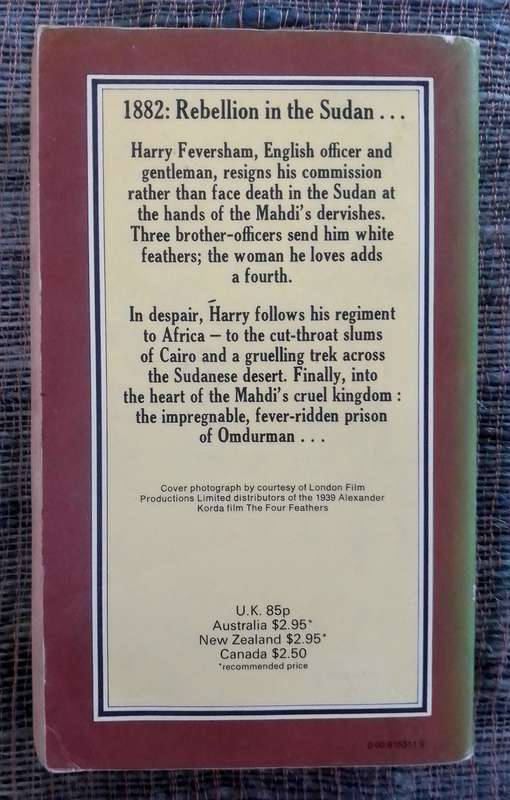 1882: Rebellion in the Sudan . . .
Harry Feversham, English officer and
gentleman, resigns his commission
rather than face death in the Sudan at
the hands of the Mahdi's dervishes.
Three brother-officers send him white
feathers; the woman he loves adds
a fourth.
In despair, Harry follows his regiment
to Africa – to the cut-throat slums
of Cairo and a gruelling trek across
the Sudanese desert. Finally, into
the heart of the Mahdi's cruel kingdom :
the impregnable, fever-ridden prison
of Omdurman . . .
Cover photograph by courtesy of London Film
Productions Limited distributors of the 1939 Alexander
Korda film The Four Feathers
U.K. 85p
Australia $2.95*
New Zealand $2.95*
Canada $2.50
*recommended price